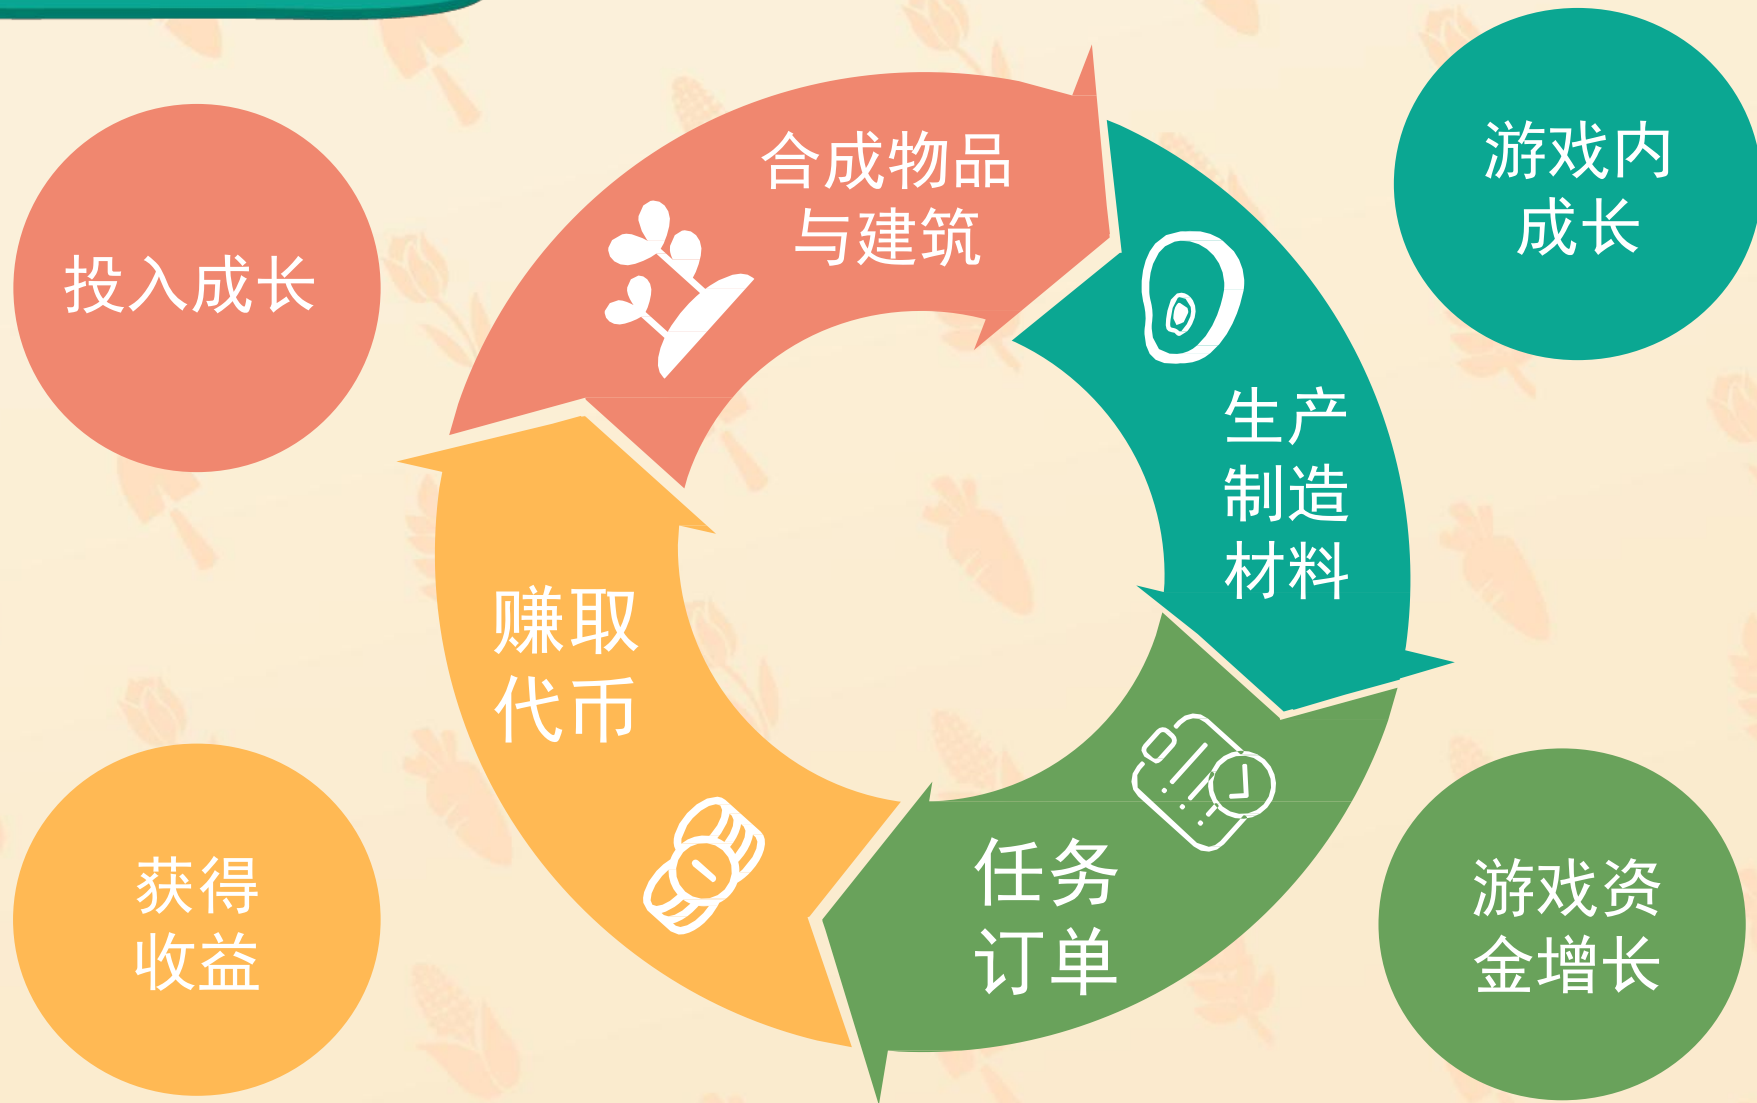 投入成长
合成物品
与建筑
游戏内
成长
生产
制造
材料
赚取
代币
任务
订单
获得
收益
游戏资
金增长